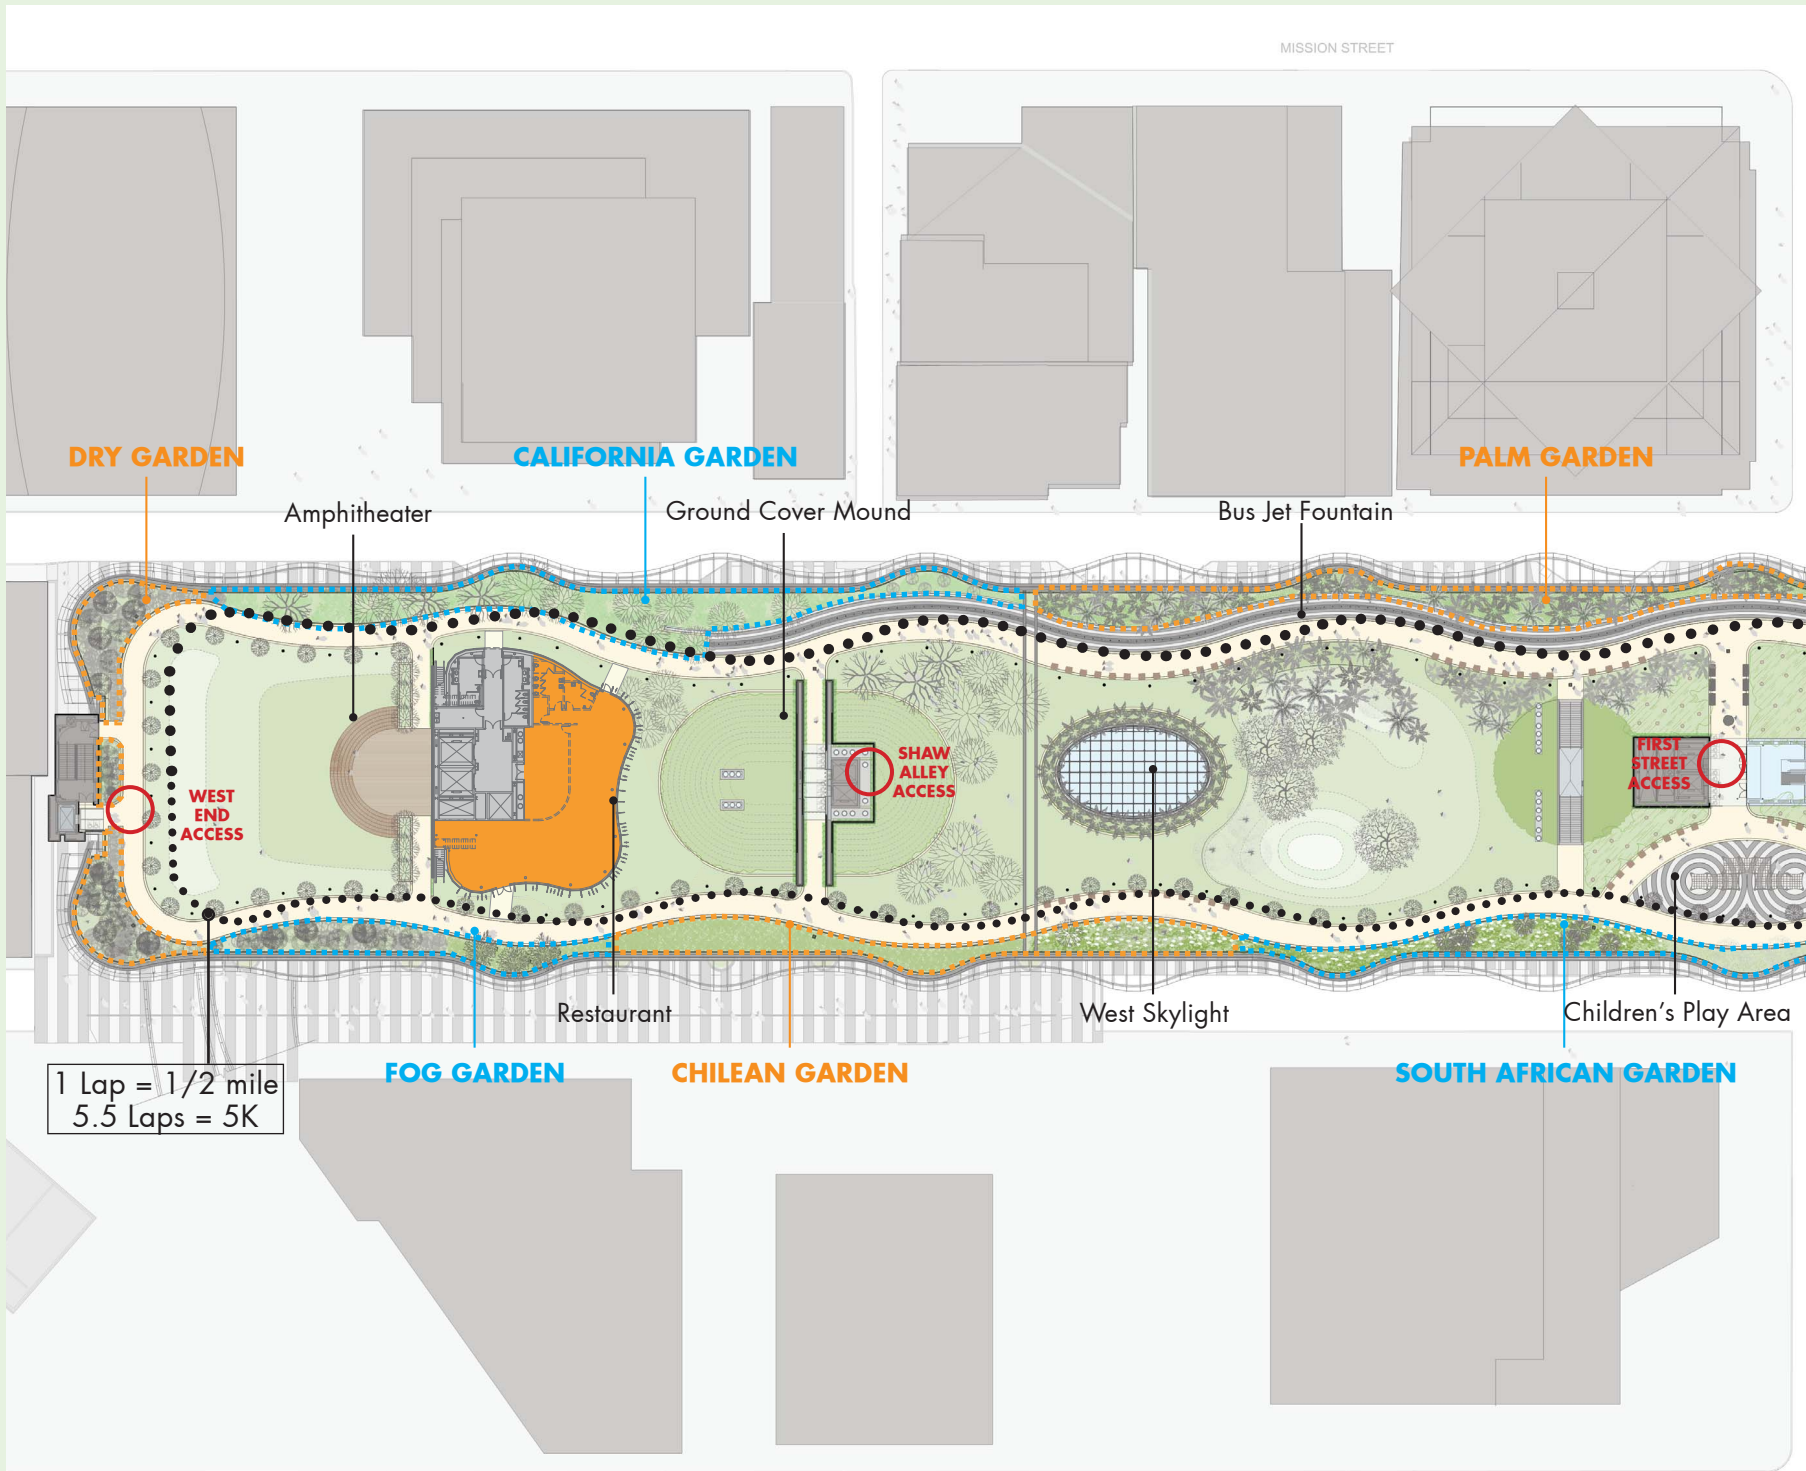 MISSION STREET
DRY GARDEN
CALIFORNIA GARDEN
PALM GARDEN
Amphitheater
Ground Cover Mound
Bus Jet Fountain
WEST
END
ACCESS
SHAW
ALLEY
ACCESS
FIRST
STREET
ACCESS
Restaurant
West Skylight
Children's Play Area
FOG GARDEN
CHILEAN GARDEN
SOUTH AFRICAN GARDEN
1 Lap = 1/2 mile
5.5 Laps = 5K